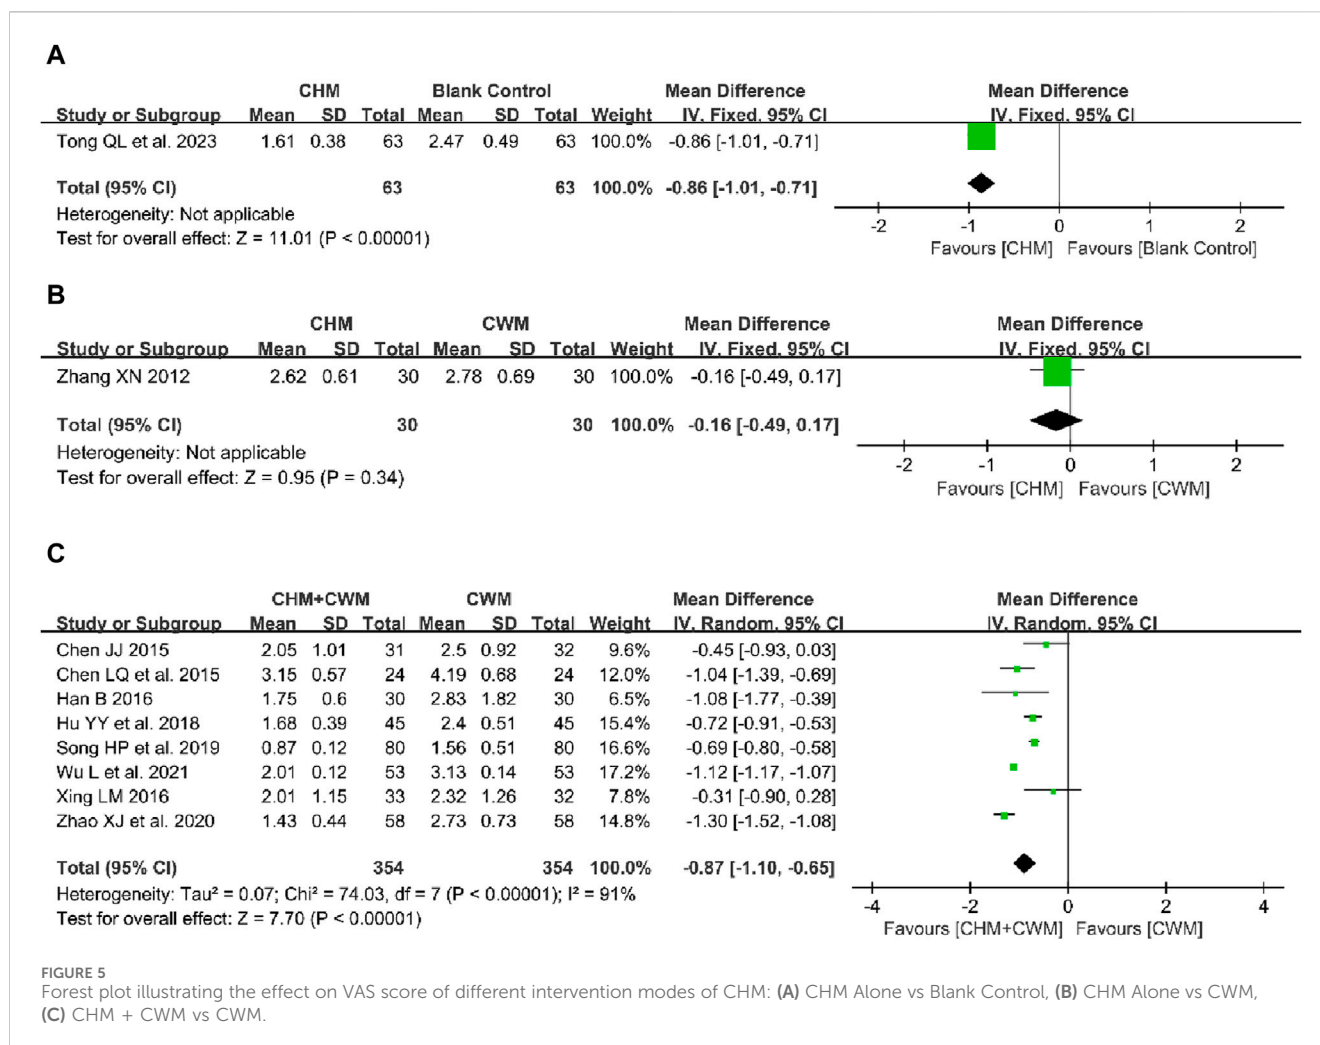 A
CHM Blank Control Mean Difference Mean Difference
Study or Subgroup Mean SD Total Mean SD Total Weight IV. Fixed. 95% CI IV. Fixed. 95% CI
Tong QL et al. 2023 1.61 0.38 63 2.47 0.49 63 100.0% -0.86 [-1.01, -0.71]
Total (95% CI) 63 63 100.0% -0.86 [-1.01, -0.71]
Heterogeneity: Not applicable
Test for overall effect: Z = 11.01 (P < 0.00001)
-2 -1 0 1 2
Favours [CHM] Favours [Blank Control]
B
CHM CWM Mean Difference Mean Difference
Study or Subgroup Mean SD Total Mean SD Total Weight IV. Fixed. 95% CI IV. Fixed. 95% CI
Zhang XN 2012 2.62 0.61 30 2.78 0.69 30 100.0% -0.16 [-0.49, 0.17]
Total (95% CI) 30 30 100.0% -0.16 [-0.49, 0.17]
Heterogeneity: Not applicable
Test for overall effect: Z = 0.95 (P = 0.34)
-2 -1 0 1 2
Favours [CHM] Favours [CWM]
C
CHM+CWM CWM Mean Difference Mean Difference
Study or Subgroup Mean SD Total Mean SD Total Weight IV. Random. 95% CI IV. Random. 95% CI
Chen JJ 2015 2.05 1.01 31 2.5 0.92 32 9.6% -0.45 [-0.93, 0.03]
Chen LQ et al. 2015 3.15 0.57 24 4.19 0.68 24 12.0% -1.04 [-1.39, -0.69]
Han B 2016 1.75 0.6 30 2.83 1.82 30 6.5% -1.08 [-1.77, -0.39]
Hu YY et al. 2018 1.68 0.39 45 2.4 0.51 45 15.4% -0.72 [-0.91, -0.53]
Song HP et al. 2019 0.87 0.12 80 1.56 0.51 80 16.6% -0.69 [-0.80, -0.58]
Wu L et al. 2021 2.01 0.12 53 3.13 0.14 53 17.2% -1.12 [-1.17, -1.07]
Xing LM 2016 2.01 1.15 33 2.32 1.26 32 7.8% -0.31 [-0.90, 0.28]
Zhao XJ et al. 2020 1.43 0.44 58 2.73 0.73 58 14.8% -1.30 [-1.52, -1.08]
Total (95% CI) 354 354 100.0% -0.87 [-1.10, -0.65]
Heterogeneity: Tau² = 0.07; Chi² = 74.03, df = 7 (P < 0.00001); I² = 91%
Test for overall effect: Z = 7.70 (P < 0.00001)
-4 -2 0 2 4
Favours [CHM+CWM] Favours [CWM]
FIGURE 5
Forest plot illustrating the effect on VAS score of different intervention modes of CHM: (A) CHM Alone vs Blank Control, (B) CHM Alone vs CWM,
(C) CHM + CWM vs CWM.